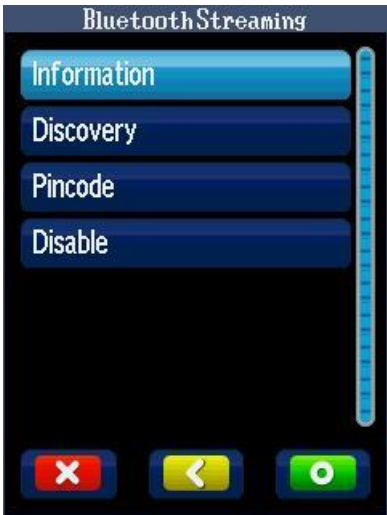 BluetoothStreaming
Information
Discovery
Pincode
Disable